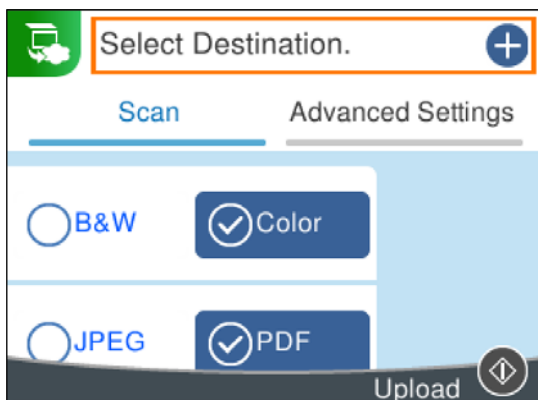 Select Destination.
Scan Advanced Settings
B&W Color
JPEG PDF
Upload